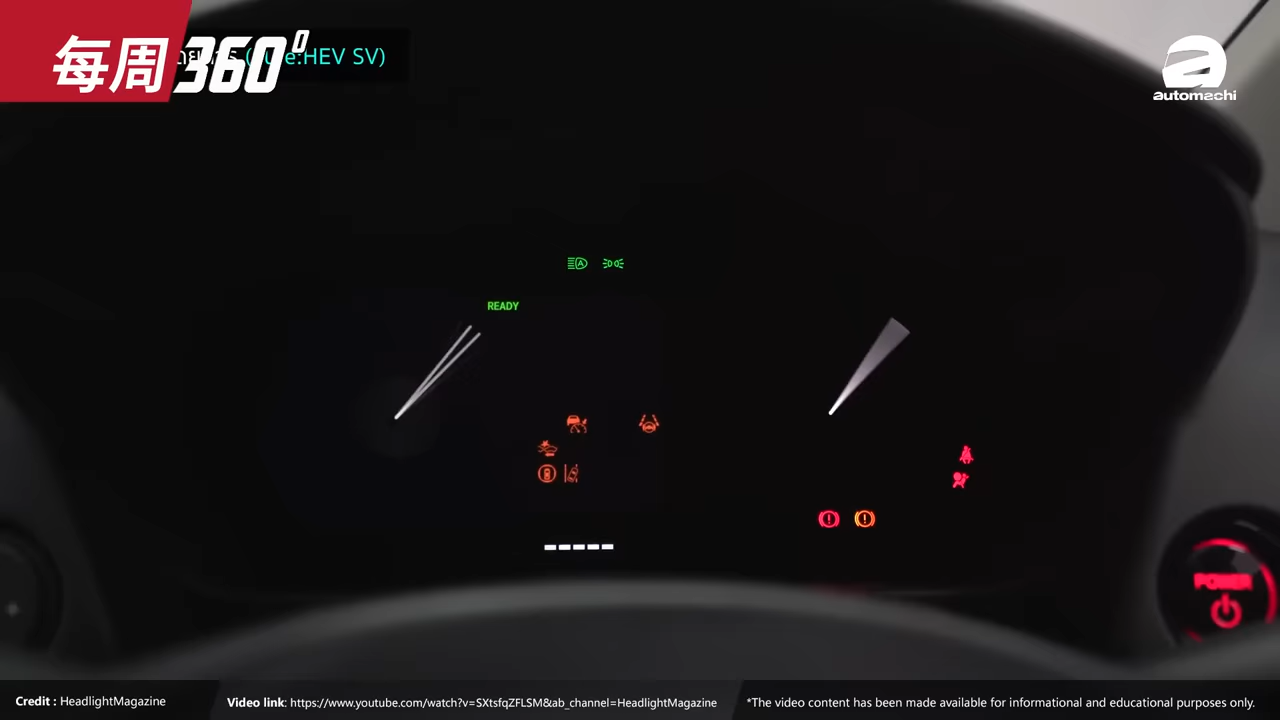 每周360°
:HEV SV)
automachi
READY
POWER
Credit : HeadlightMagazine
Video link: https://www.youtube.com/watch?v=SXtsfqZFLSM&ab_channel=HeadlightMagazine
*The video content has been made available for informational and educational purposes only.